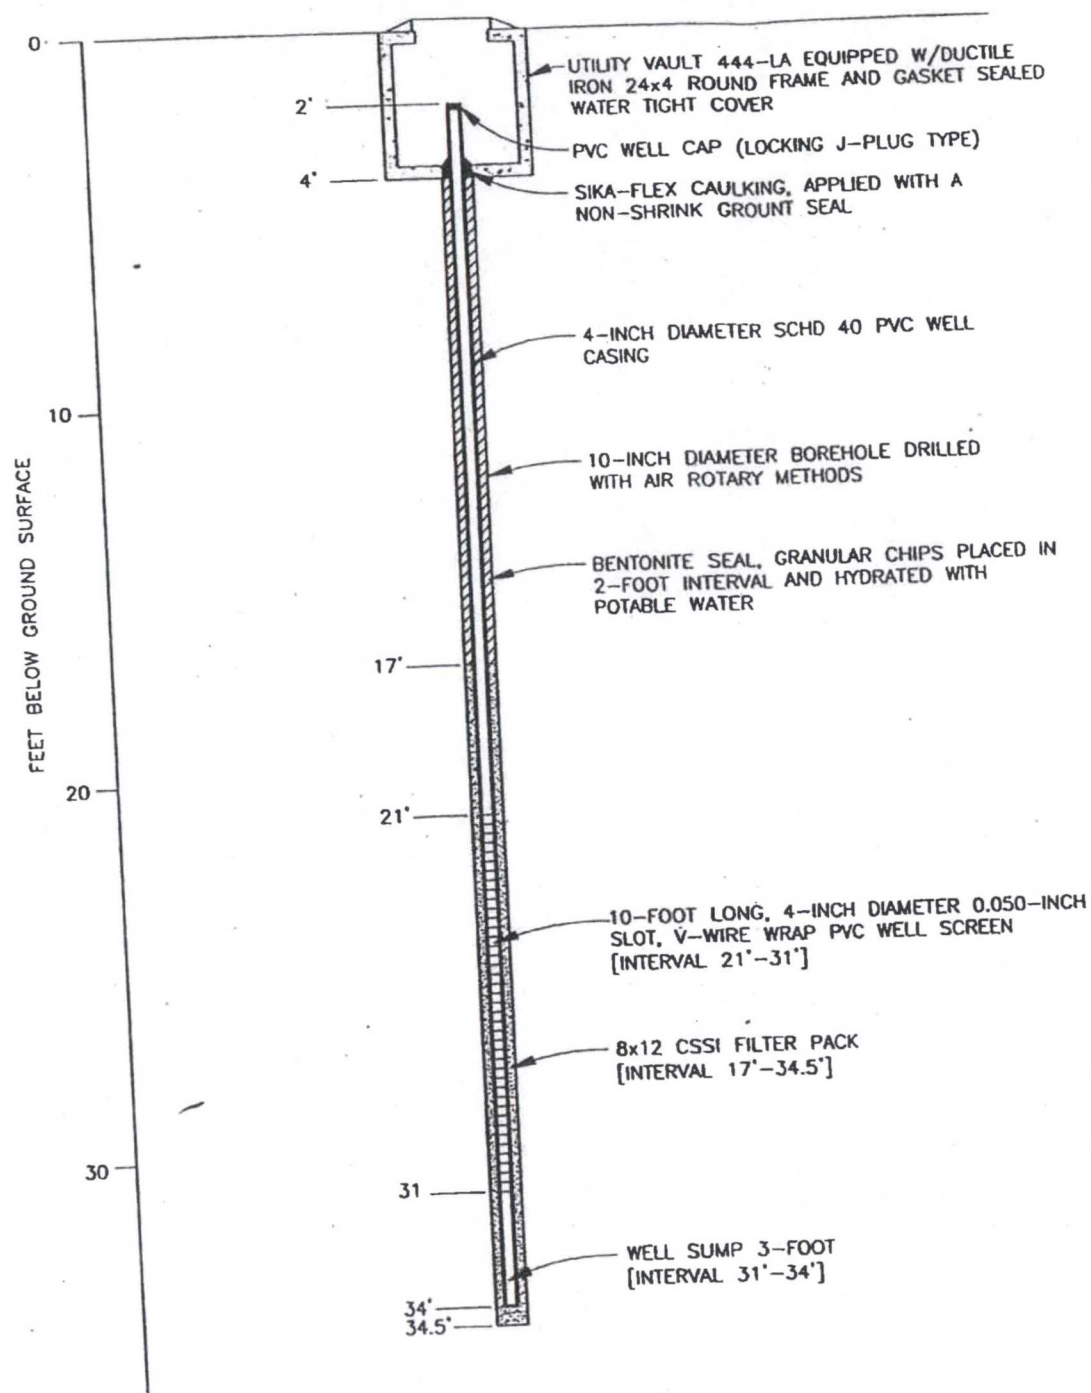 0
UTILITY VAULT 444-LA EQUIPPED W/DUCTILE
IRON 24x4 ROUND FRAME AND GASKET SEALED
WATER TIGHT COVER
2'
PVC WELL CAP (LOCKING J-PLUG TYPE)
4'
SIKA-FLEX CAULKING, APPLIED WITH A
NON-SHRINK GROUNT SEAL
4-INCH DIAMETER SCHD 40 PVC WELL
CASING
10
10-INCH DIAMETER BOREHOLE DRILLED
WITH AIR ROTARY METHODS
FEET BELOW GROUND SURFACE
BENTONITE SEAL, GRANULAR CHIPS PLACED IN
2-FOOT INTERVAL AND HYDRATED WITH
POTABLE WATER
17'
20
21'
10-FOOT LONG, 4-INCH DIAMETER 0.050-INCH
SLOT, V-WIRE WRAP PVC WELL SCREEN
[INTERVAL 21'-31']
8x12 CSSI FILTER PACK
[INTERVAL 17'-34.5']
30
31
WELL SUMP 3-FOOT
[INTERVAL 31'-34']
34'
34.5'